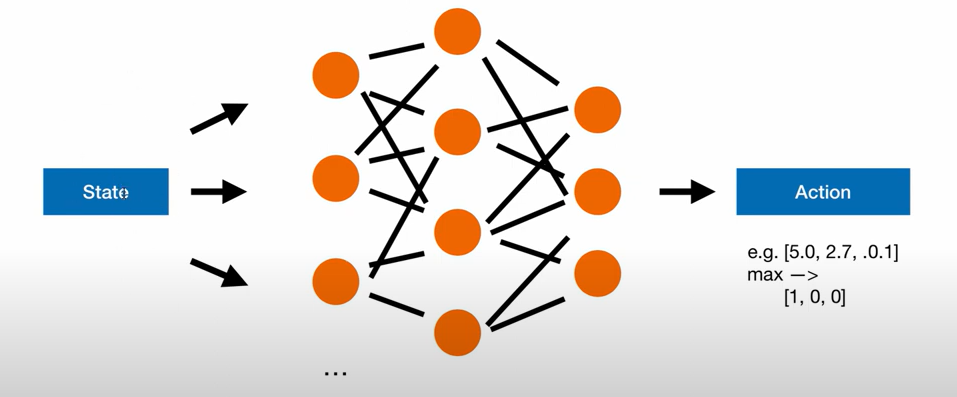 State
Action
e.g. [5.0, 2.7, .0.1]
max —>
[1, 0, 0]
...